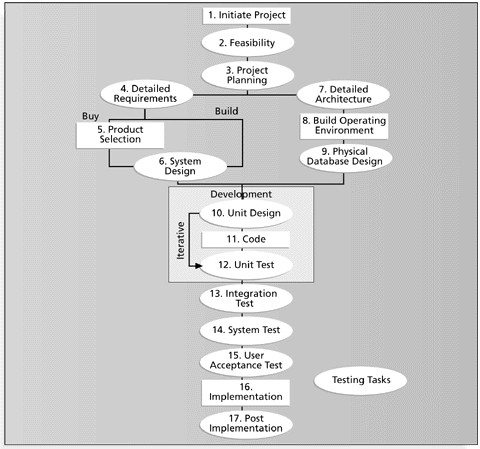 1. Initiate Project
2. Feasibility
3. Project
Planning
4. Detailed
Requirements
7. Detailed
Architecture
Buy
Build
5. Product
Selection
8. Build Operating
Environment
6. System
Design
9. Physical
Database Design
Development
10. Unit Design
Iterative
11. Code
12. Unit Test
13. Integration
Test
14. System Test
15. User
Acceptance Test
Testing Tasks
16.
Implementation
17. Post
Implementation